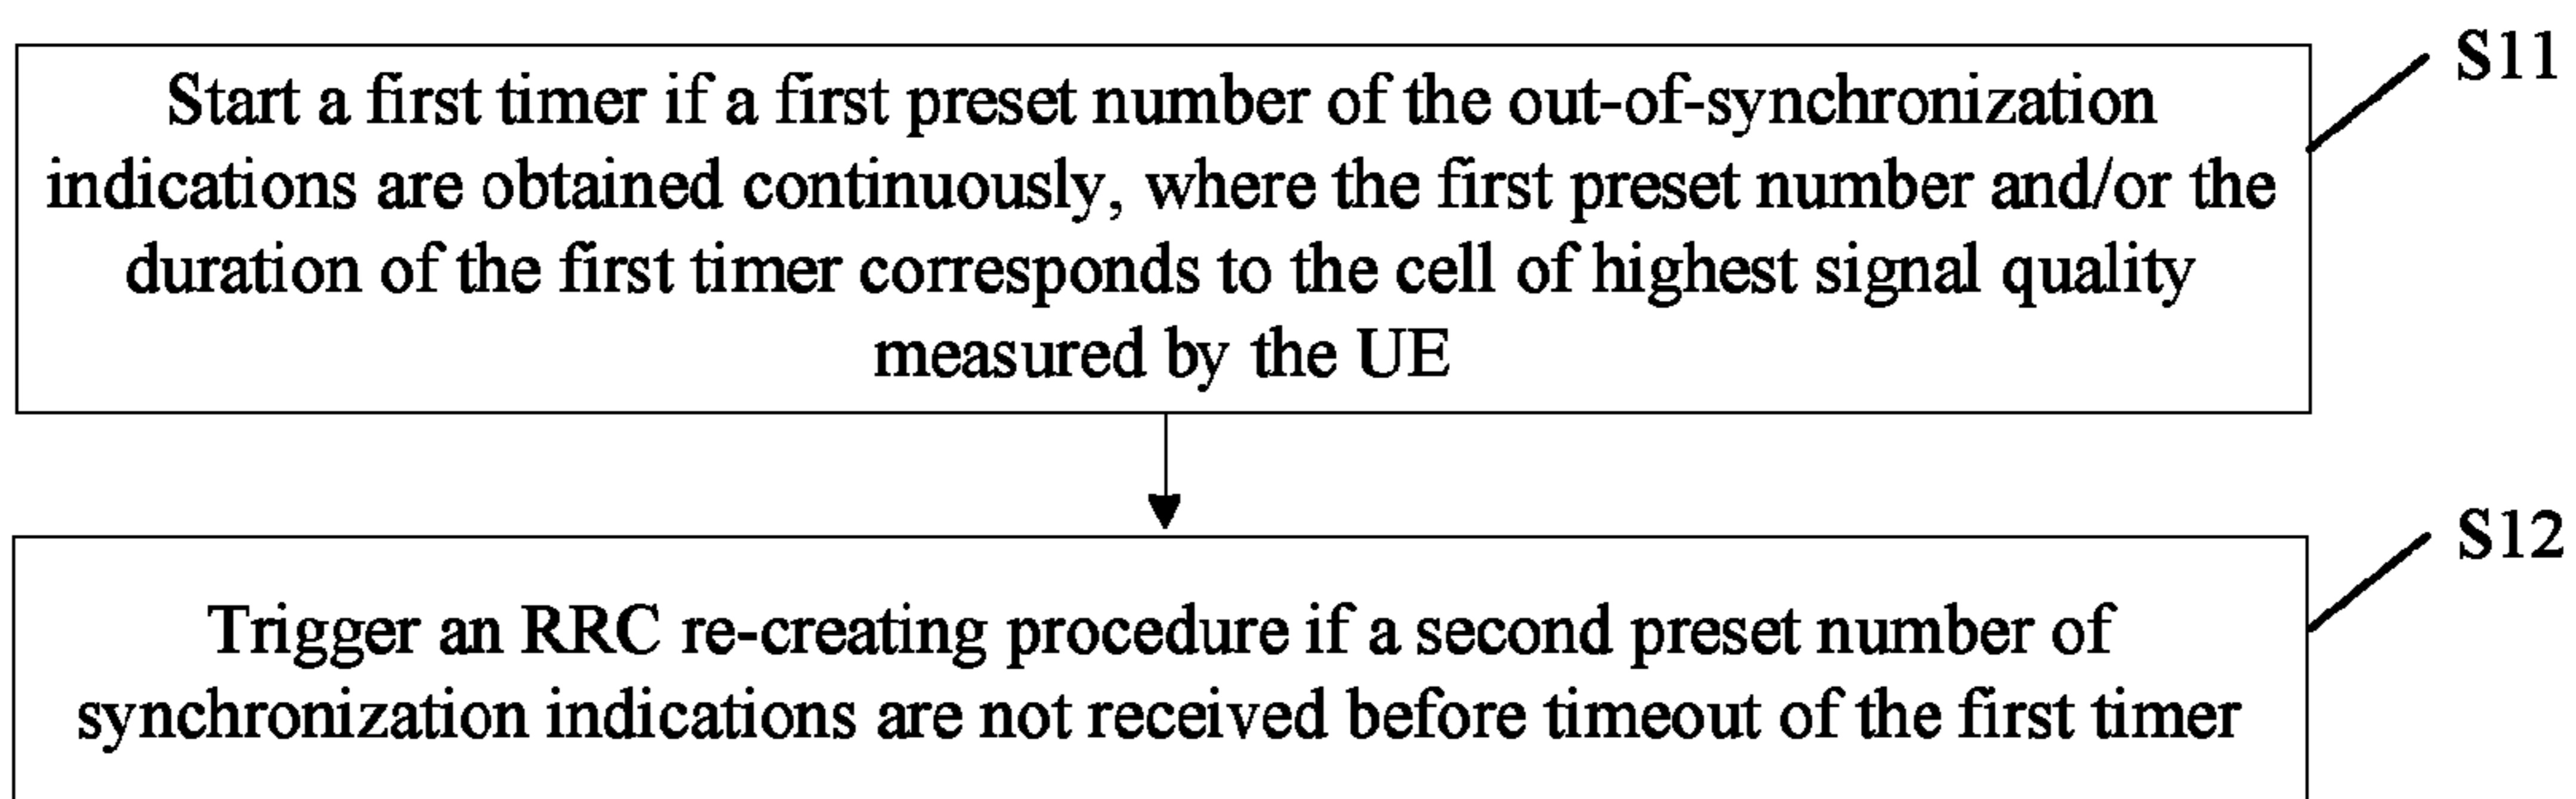 S11
Start a first timer if a first preset number of the out-of-synchronization
indications are obtained continuously, where the first preset number and/or the
duration of the first timer corresponds to the cell of highest signal quality
measured by the UE
S12
Trigger an RRC re-creating procedure if a second preset number of
synchronization indications are not received before timeout of the first timer